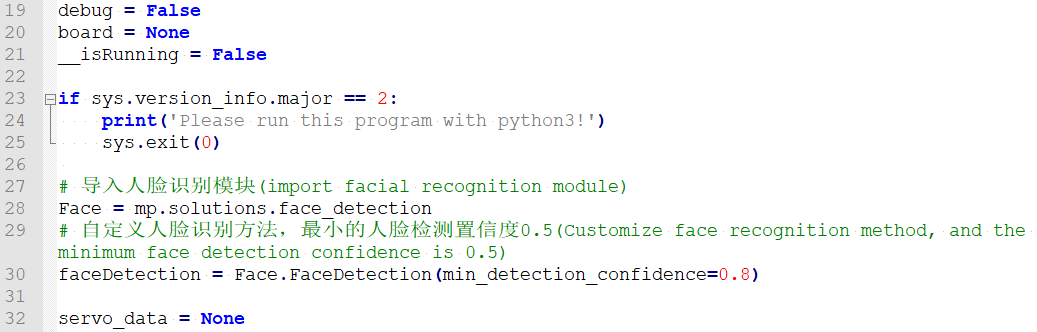 19 debug = False
20 board = None
21 __isRunning = False
22
23 if sys.version_info.major == 2:
24     print('Please run this program with python3!')
25     sys.exit(0)
26
27 # 导入人脸识别模块(import facial recognition module)
28 Face = mp.solutions.face_detection
29 # 自定义人脸识别方法，最小的人脸检测置信度0.5(Customize face recognition method, and the
minimum face detection confidence is 0.5)
30 faceDetection = Face.FaceDetection(min_detection_confidence=0.8)
31
32 servo_data = None